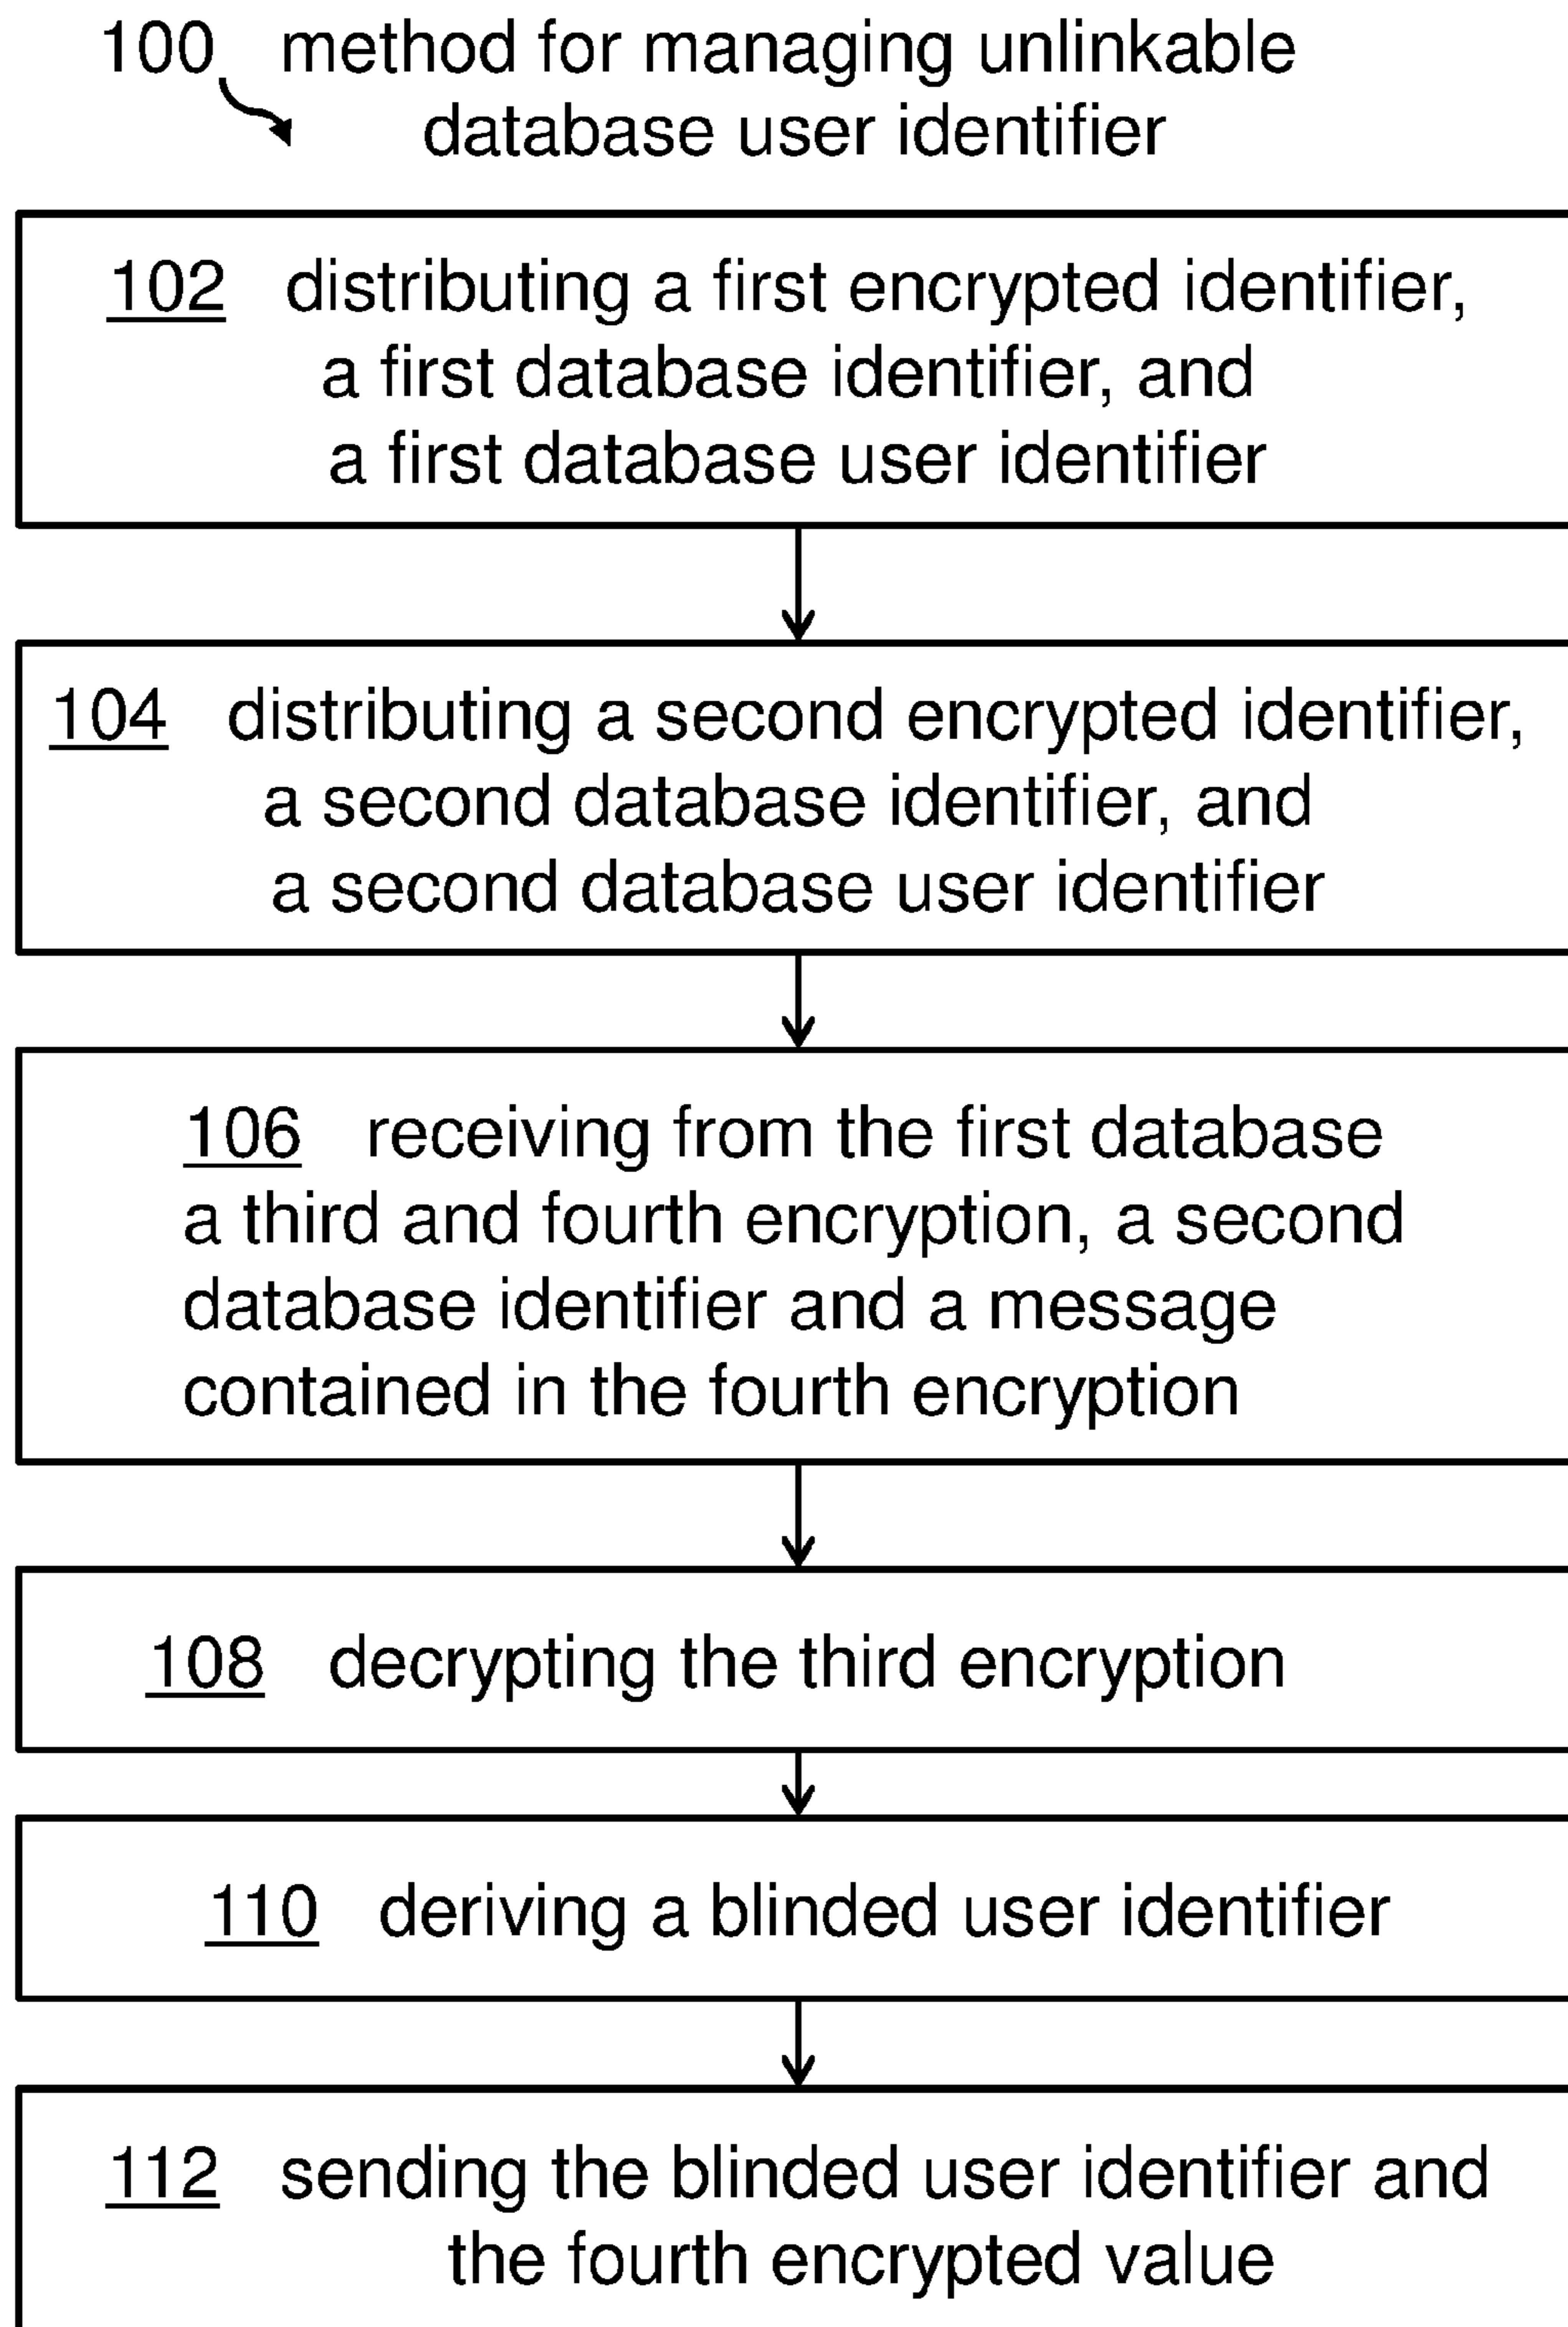 100 method for managing unlinkable
database user identifier
102 distributing a first encrypted identifier,
a first database identifier, and
a first database user identifier
104 distributing a second encrypted identifier,
a second database identifier, and
a second database user identifier
106 receiving from the first database
a third and fourth encryption, a second
database identifier and a message
contained in the fourth encryption
108 decrypting the third encryption
110 deriving a blinded user identifier
112 sending the blinded user identifier and
the fourth encrypted value